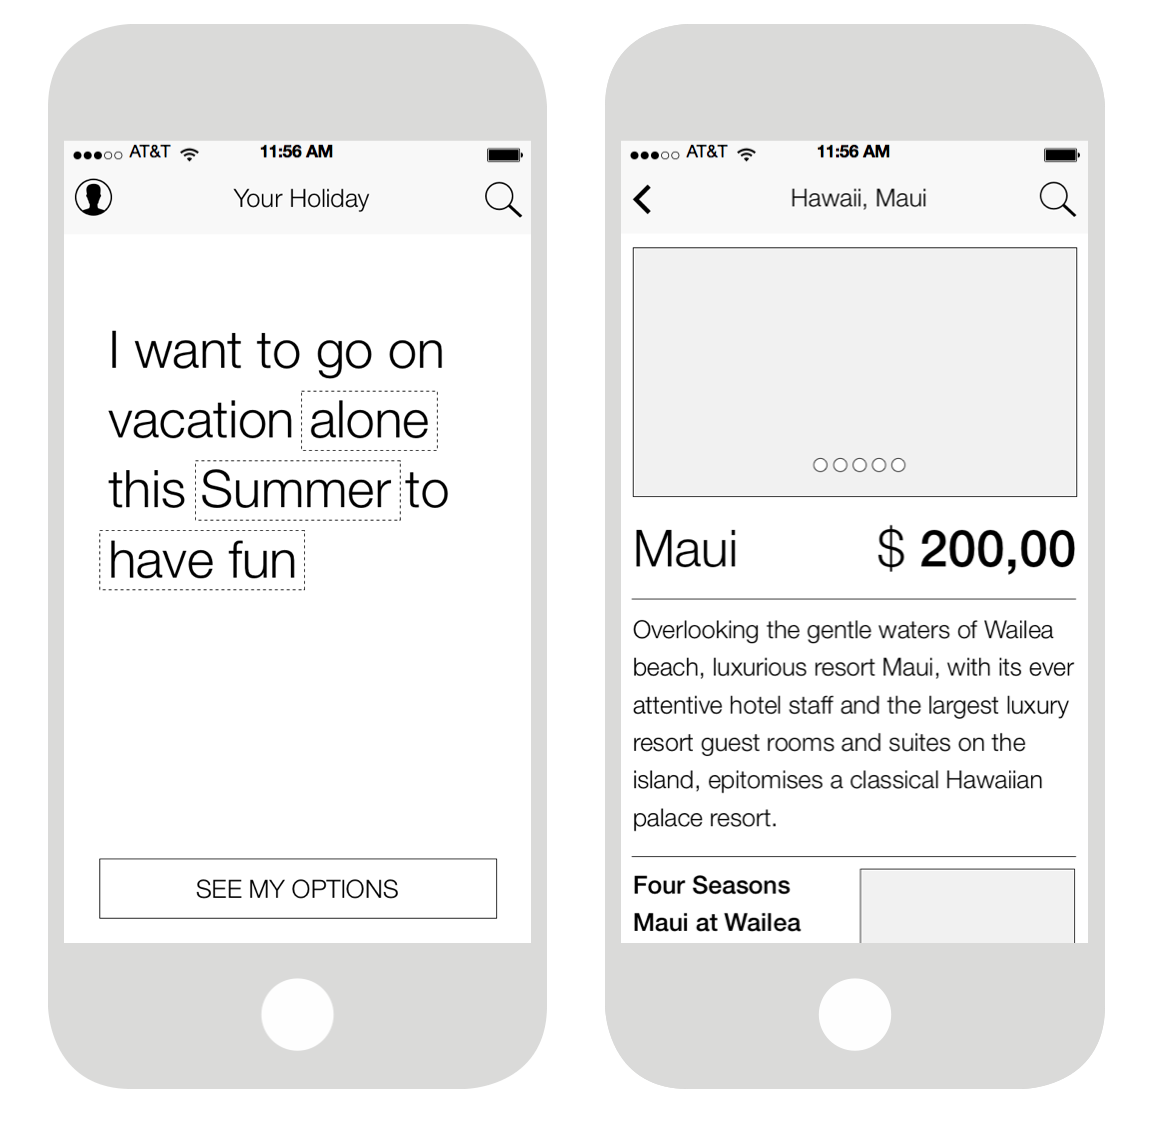 AT&T 11:56 AM
Your Holiday
I want to go on
vacation alone
this Summer to
have fun
SEE MY OPTIONS
AT&T 11:56 AM
Hawaii, Maui
Maui $ 200,00
Overlooking the gentle waters of Wailea
beach, luxurious resort Maui, with its ever
attentive hotel staff and the largest luxury
resort guest rooms and suites on the
island, epitomises a classical Hawaiian
palace resort.
Four Seasons
Maui at Wailea